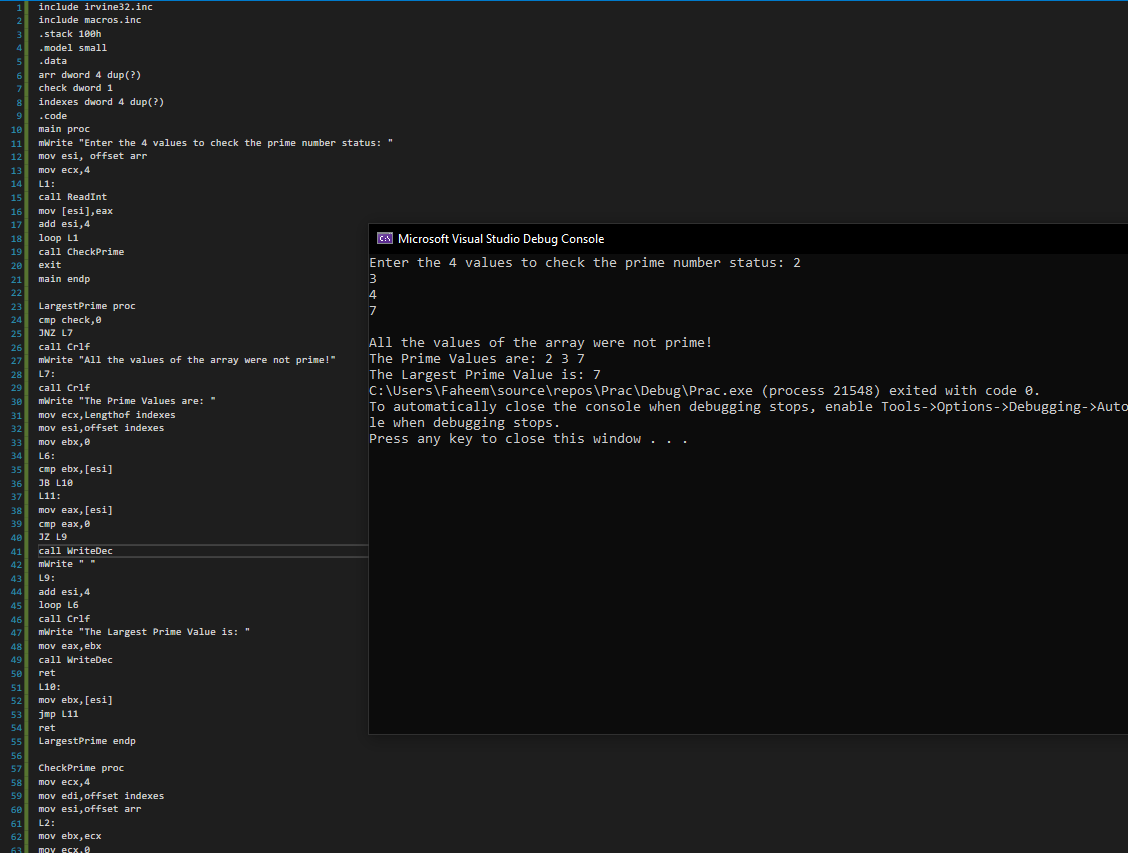 1 include irvine32.inc
2 include macros.inc
3 .stack 100h
4 .model small
5 .data
6 arr dword 4 dup(?)
7 check dword 1
8 indexes dword 4 dup(?)
9 .code
10 main proc
11 mWrite "Enter the 4 values to check the prime number status: "
12 mov esi, offset arr
13 mov ecx,4
14 L1:
15 call ReadInt
16 mov [esi],eax
17 add esi,4
18 loop L1
19 call CheckPrime
20 exit
21 main endp
22
23 LargestPrime proc
24 cmp check,0
25 JNZ L7
26 call Crlf
27 mWrite "All the values of the array were not prime!"
28 L7:
29 call Crlf
30 mWrite "The Prime Values are: "
31 mov ecx,Lengthof indexes
32 mov esi,offset indexes
33 mov ebx,0
34 L6:
35 cmp ebx,[esi]
36 JB L10
37 L11:
38 mov eax,[esi]
39 cmp eax,0
40 JZ L9
41 call WriteDec
42 mWrite " "
43 L9:
44 add esi,4
45 loop L6
46 call Crlf
47 mWrite "The Largest Prime Value is: "
48 mov eax,ebx
49 call WriteDec
50 ret
51 L10:
52 mov ebx,[esi]
53 jmp L11
54 ret
55 LargestPrime endp
56
57 CheckPrime proc
58 mov ecx,4
59 mov edi,offset indexes
60 mov esi,offset arr
61 L2:
62 mov ebx,ecx
63 mov ecx,0
C:\ Microsoft Visual Studio Debug Console
Enter the 4 values to check the prime number status: 2
3
4
7
All the values of the array were not prime!
The Prime Values are: 2 3 7
The Largest Prime Value is: 7
C:\Users\Faheem\source\repos\Prac\Debug\Prac.exe (process 21548) exited with code 0.
To automatically close the console when debugging stops, enable Tools->Options->Debugging->Auto
le when debugging stops.
Press any key to close this window . . .